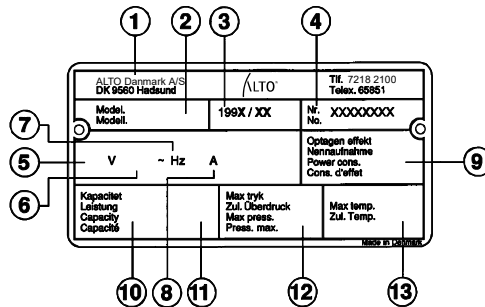 1
2
3
4
ALTO Danmark A/S
DK 9560 Hadsund
ALTO
Tlf. 7218 2100
Telex. 65851
Model.
Modell.
199X / XX
Nr. XXXXXXXX
No.
7
5
V ~ Hz A
6
8
Optagen effekt
Nennaufnahme
Power cons.
Cons. d'effet
9
Kapacitet
Leistung
Capacity
Capacité
Max tryk
Zul. Überdruck
Max press.
Press. max.
Max temp.
Zul. Temp.
Made in Denmark
10
11
12
13